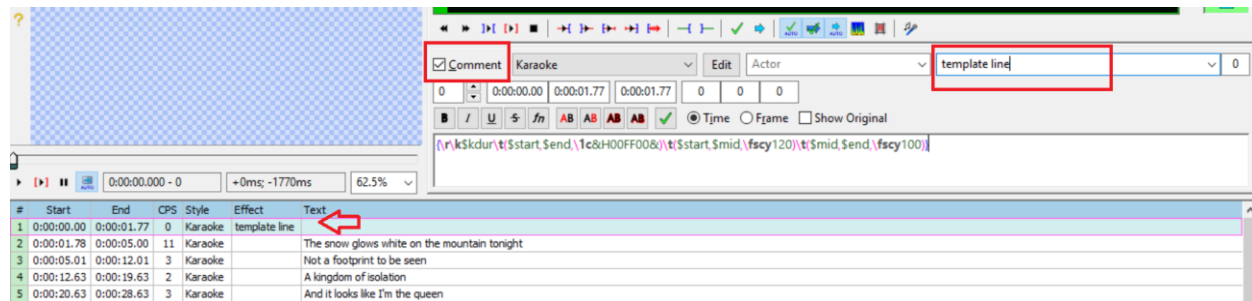 ?
Comment Karaoke Edit Actor template line 0
0 0:00:00.00 0:00:01.77 0:00:01.77 0 0 0
B I U S fn AB AB AB AB Time Frame Show Original
{\r\k$kdur\t($start,$end,\1c&H00FF00&)\t($start,$mid,\fscy120)\t($mid,$end,\fscy100)}
AUTO 0:00:00.000 - 0 +0ms; -1770ms 62.5%
# Start End CPS Style Effect Text
1 0:00:00.00 0:00:01.77 0 Karaoke template line
2 0:00:01.78 0:00:05.00 11 Karaoke The snow glows white on the mountain tonight
3 0:00:05.01 0:00:12.01 3 Karaoke Not a footprint to be seen
4 0:00:12.63 0:00:19.63 2 Karaoke A kingdom of isolation
5 0:00:20.63 0:00:28.63 3 Karaoke And it looks like I'm the queen